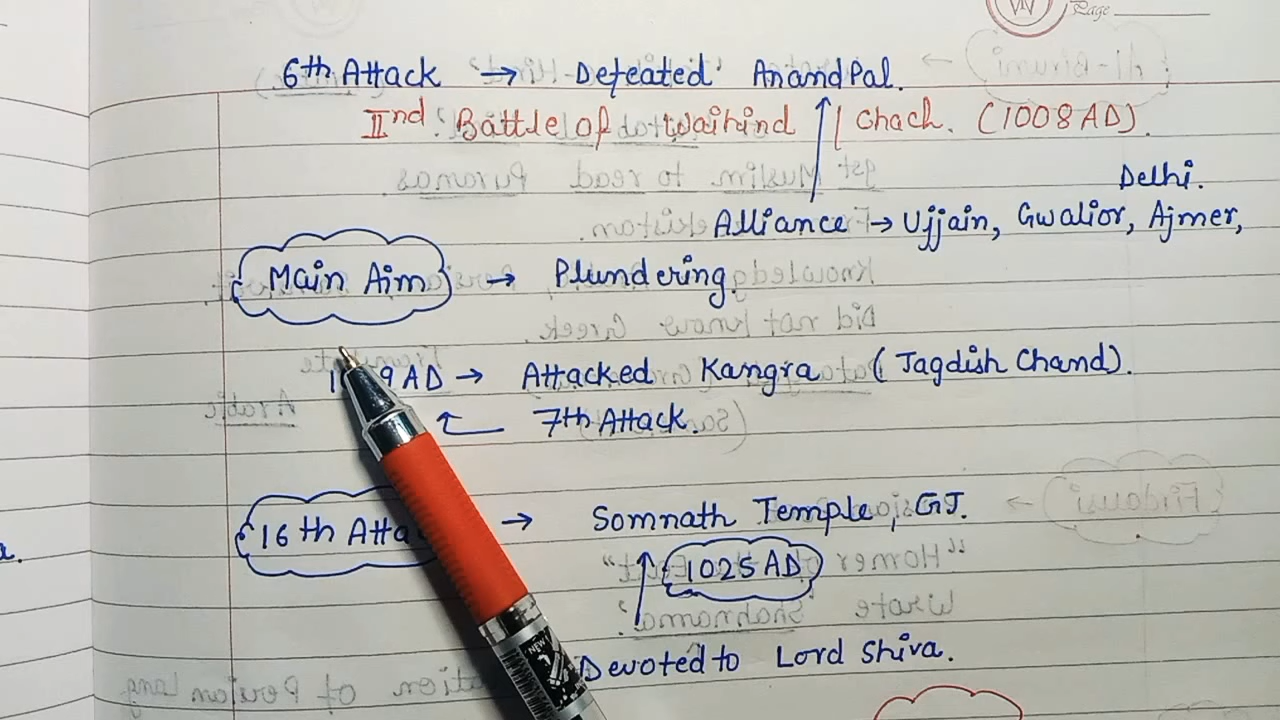 Page
6th Attack → Defeated AnandPal.
IInd Battle of Waihind / Chach. (1008 AD).
Delhi.
Alliance → Ujjain, Gwalior, Ajmer,
Main Aim → Plundering.
AD → Attacked Kangra (Jagdish Chand).
7th Attack.
16th → Somnath Temple, GJ.
1025 AD
Devoted to Lord Shiva.